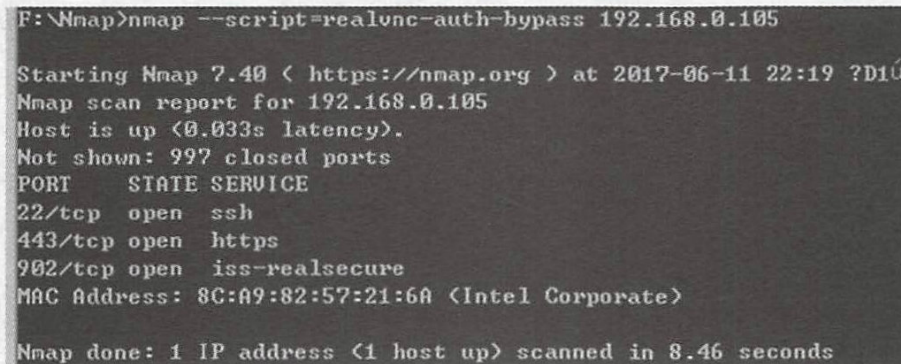 F:\Nmap>nmap --script=realvnc-auth-bypass 192.168.0.105
Starting Nmap 7.40 ( https://nmap.org ) at 2017-06-11 22:19
Nmap scan report for 192.168.0.105
Host is up (0.033s latency).
Not shown: 997 closed ports
PORT STATE SERVICE
22/tcp open ssh
443/tcp open https
902/tcp open iss-realsecure
MAC Address: 8C:A9:82:57:21:6A (Intel Corporate)
Nmap done: 1 IP address (1 host up) scanned in 8.46 seconds